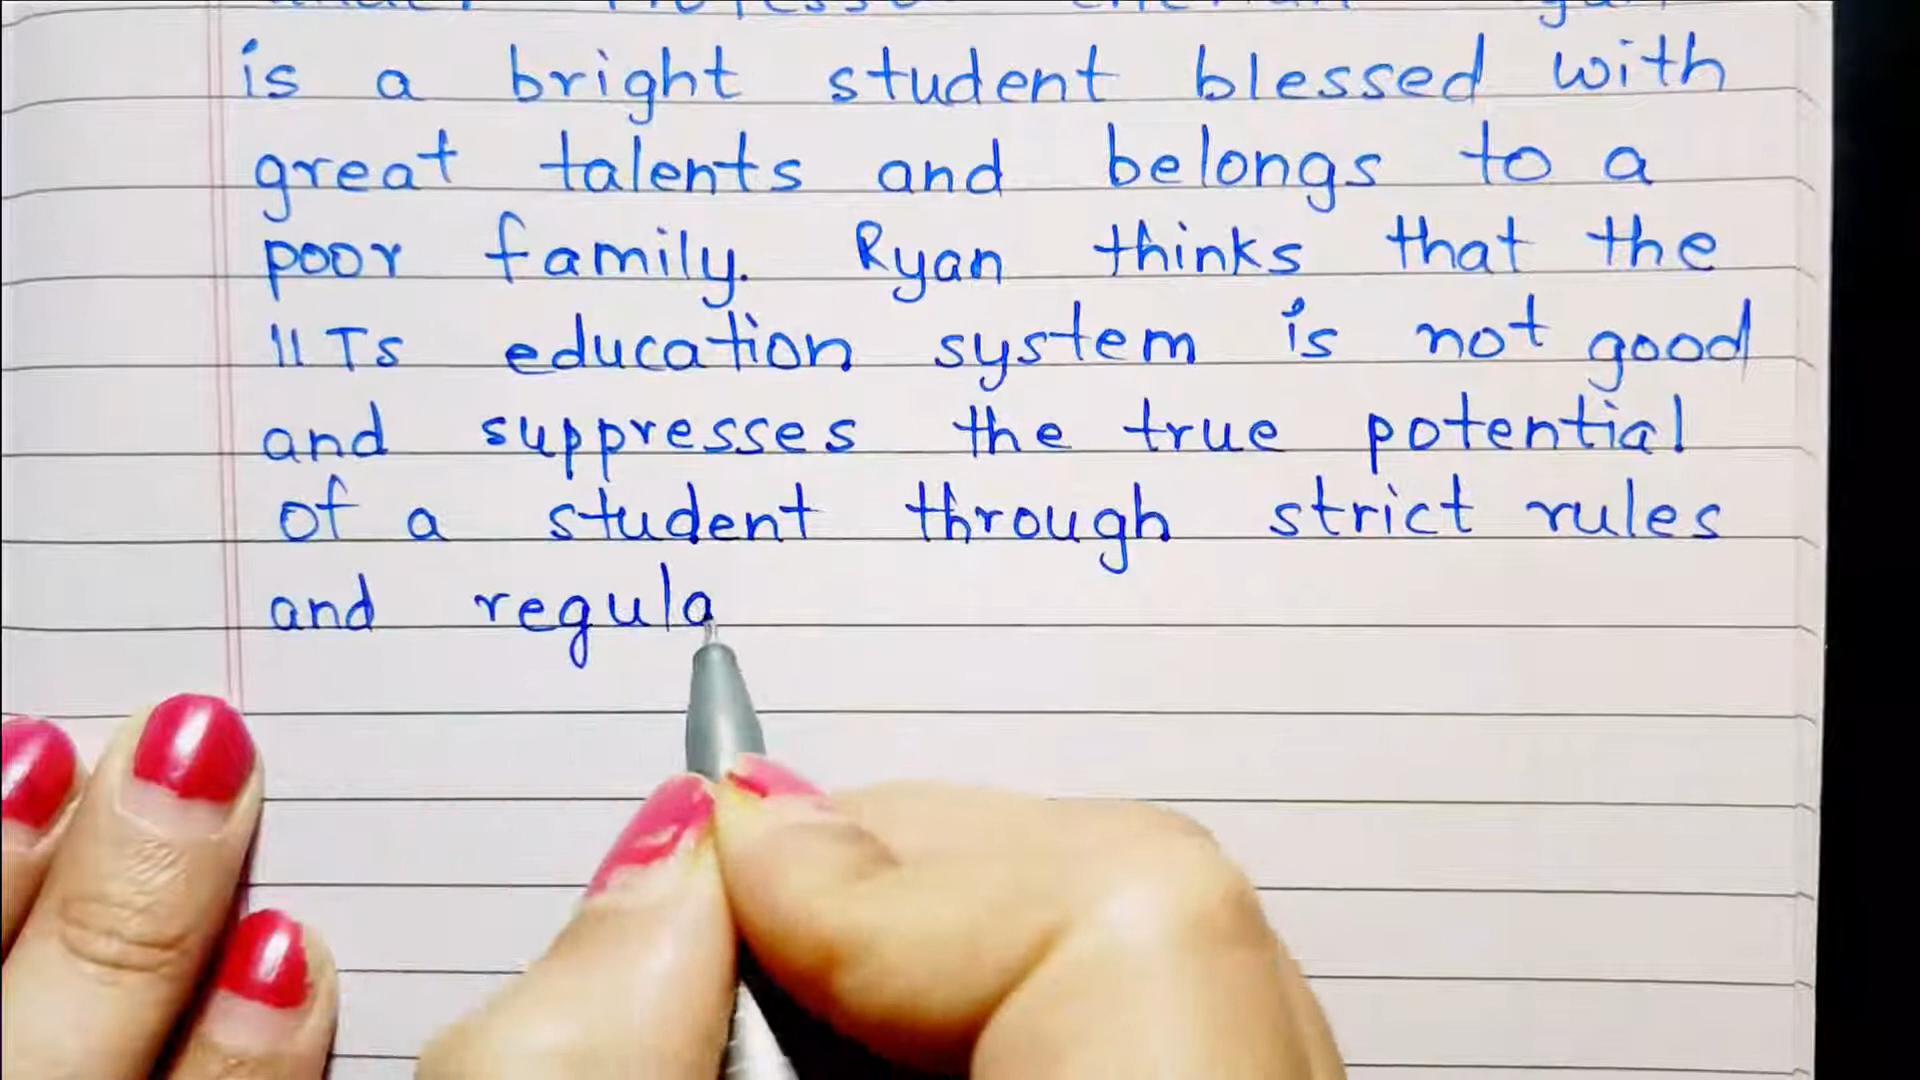 is a bright student blessed with
great talents and belongs to a
poor family. Ryan thinks that the
IITs education system is not good
and suppresses the true potential
of a student through strict rules
and regula